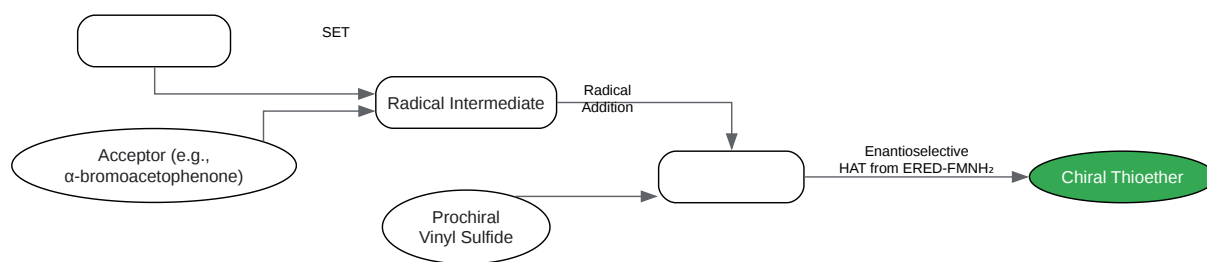 SET
Radical Intermediate
Radical
Addition
Acceptor (e.g.,
α-bromoacetophenone)
Enantioselective
HAT from ERED-FMNH₂
Chiral Thioether
Prochiral
Vinyl Sulfide